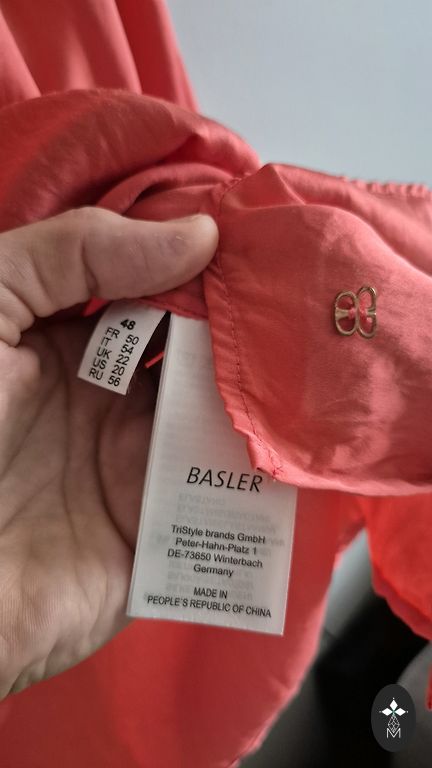 48
FR 50
IT 54
UK 22
US 20
RU 56
BASLER
TriStyle brands GmbH
Peter-Hahn-Platz 1
DE-73650 Winterbach
Germany
MADE IN
PEOPLE'S REPUBLIC OF CHINA
M